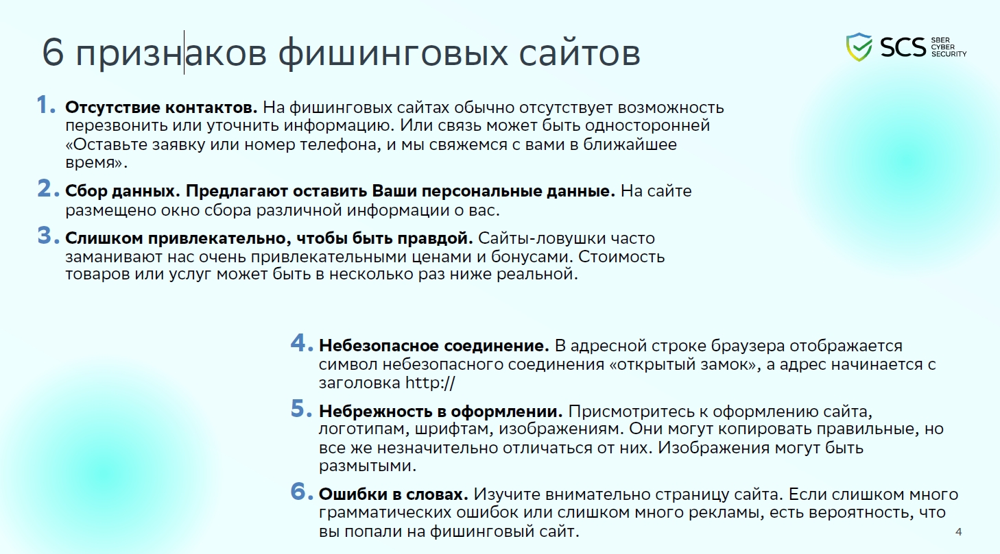 6 признаков фишинговых сайтов
SCS SBER
CYBER
SECURITY
1. Отсутствие контактов. На фишинговых сайтах обычно отсутствует возможность
перезвонить или уточнить информацию. Или связь может быть односторонней
«Оставьте заявку или номер телефона, и мы свяжемся с вами в ближайшее
время».
2. Сбор данных. Предлагают оставить Ваши персональные данные. На сайте
размещено окно сбора различной информации о вас.
3. Слишком привлекательно, чтобы быть правдой. Сайты-ловушки часто
заманивают нас очень привлекательными ценами и бонусами. Стоимость
товаров или услуг может быть в несколько раз ниже реальной.
4. Небезопасное соединение. В адресной строке браузера отображается
символ небезопасного соединения «открытый замок», а адрес начинается с
заголовка http://
5. Небрежность в оформлении. Присмотритесь к оформлению сайта,
логотипам, шрифтам, изображениям. Они могут копировать правильные, но
все же незначительно отличаться от них. Изображения могут быть
размытыми.
6. Ошибки в словах. Изучите внимательно страницу сайта. Если слишком много
грамматических ошибок или слишком много рекламы, есть вероятность, что
вы попали на фишинговый сайт.
4